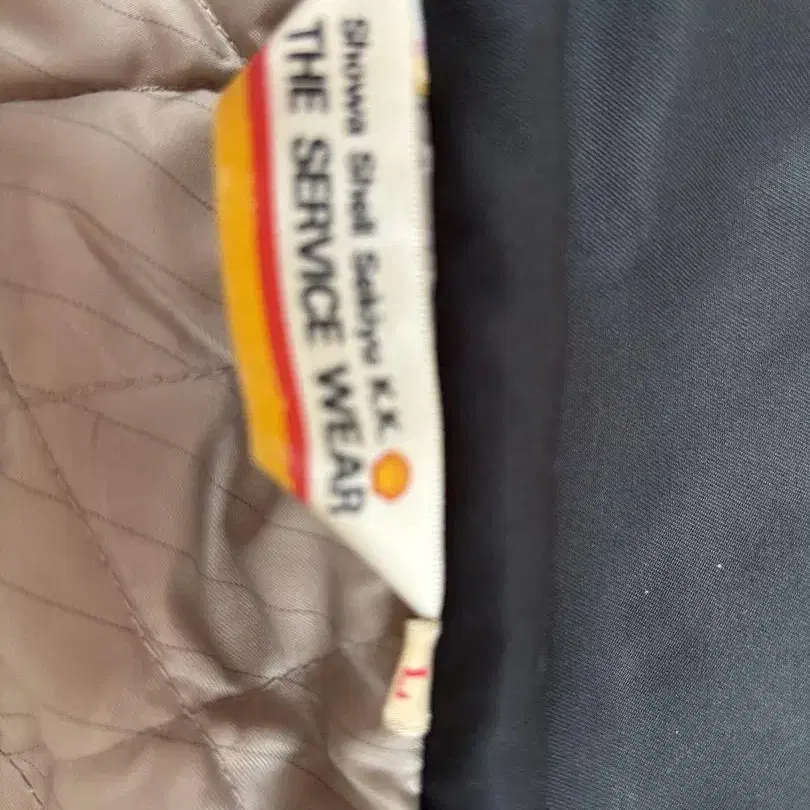 Showa Shell Sekiyu K.K.
THE SERVICE WEAR
L